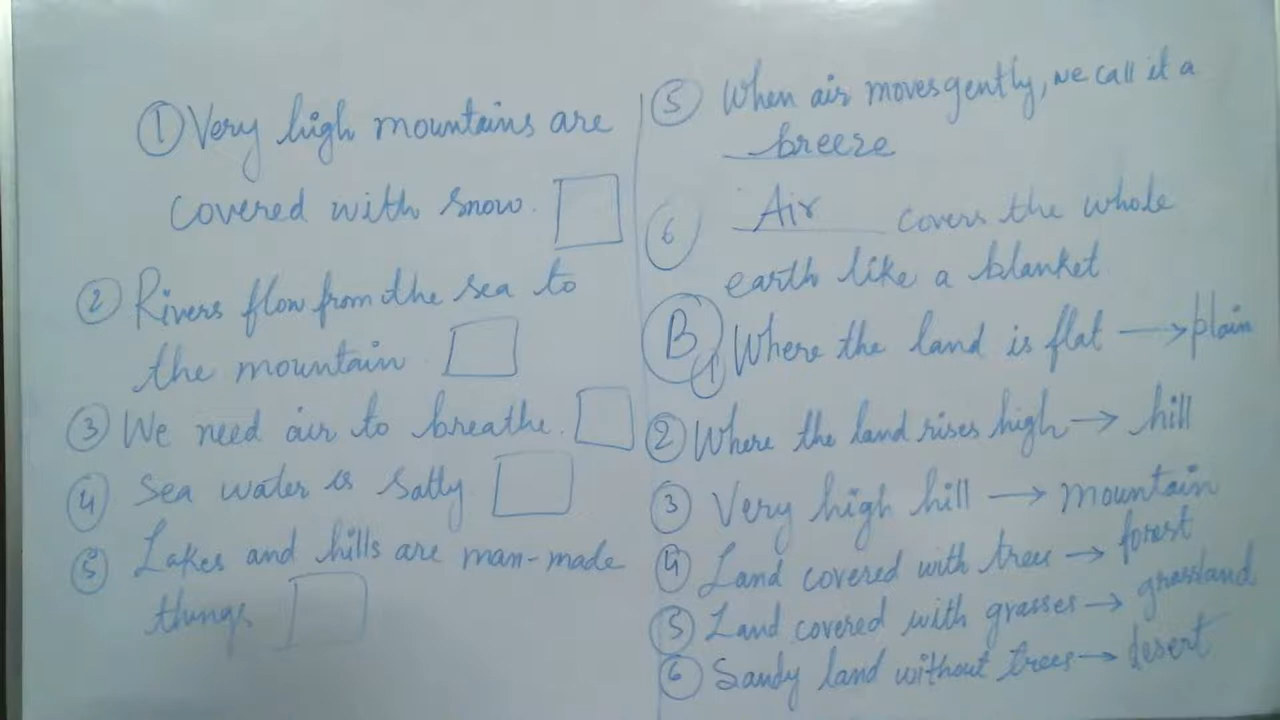 ① Very high mountains are
covered with snow.
② Rivers flow from the sea to
the mountain
③ We need air to breathe.
④ Sea water is Salty
⑤ Lakes and hills are man-made
things.
⑤ When air moves gently, we call it a
breeze
⑥ Air covers the whole
earth like a blanket
Ⓑ ① Where the land is flat → plain
② Where the land rises high → hill
③ Very high hill → mountain
④ Land covered with trees → forest
⑤ Land covered with grasses → grassland
⑥ Sandy land without trees → desert